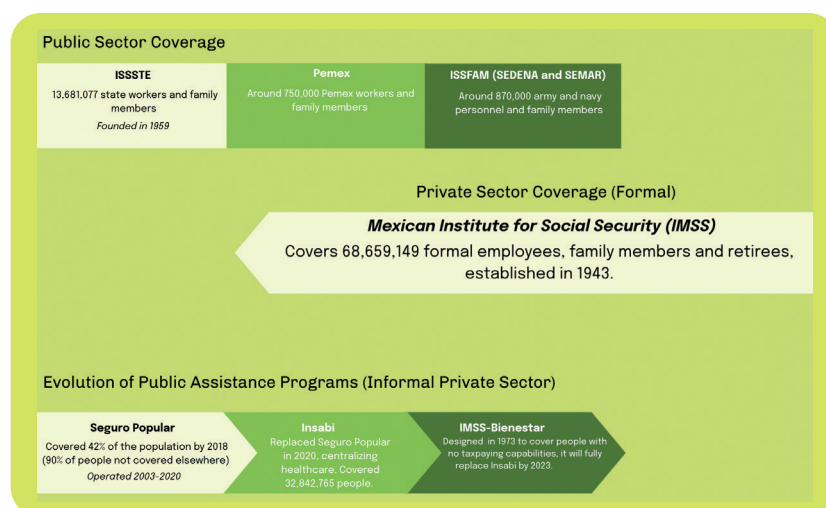 Public Sector Coverage
ISSSTE
13,681,077 state workers and family
members
Founded in 1959
Pemex
Around 750,000 Pemex workers and
family members
ISSFAM (SEDENA and SEMAR)
Around 870,000 army and navy
personnel and family members
Private Sector Coverage (Formal)
Mexican Institute for Social Security (IMSS)
Covers 68,659,149 formal employees, family members and retirees,
established in 1943.
Evolution of Public Assistance Programs (Informal Private Sector)
Seguro Popular
Covered 42% of the population by 2018
(90% of people not covered elsewhere)
Operated 2003-2020
Insabi
Replaced Seguro Popular
in 2020, centralizing
healthcare. Covered
32,842,765 people.
IMSS-Bienestar
Designed in 1973 to cover people with
no taxpaying capabilities, it will fully
replace Insabi by 2023.